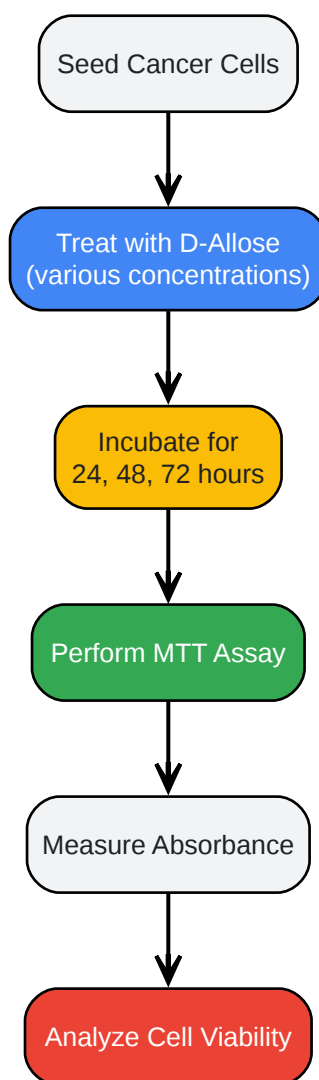 Seed Cancer Cells
Treat with D-Allose
(various concentrations)
Incubate for
24, 48, 72 hours
Perform MTT Assay
Measure Absorbance
Analyze Cell Viability